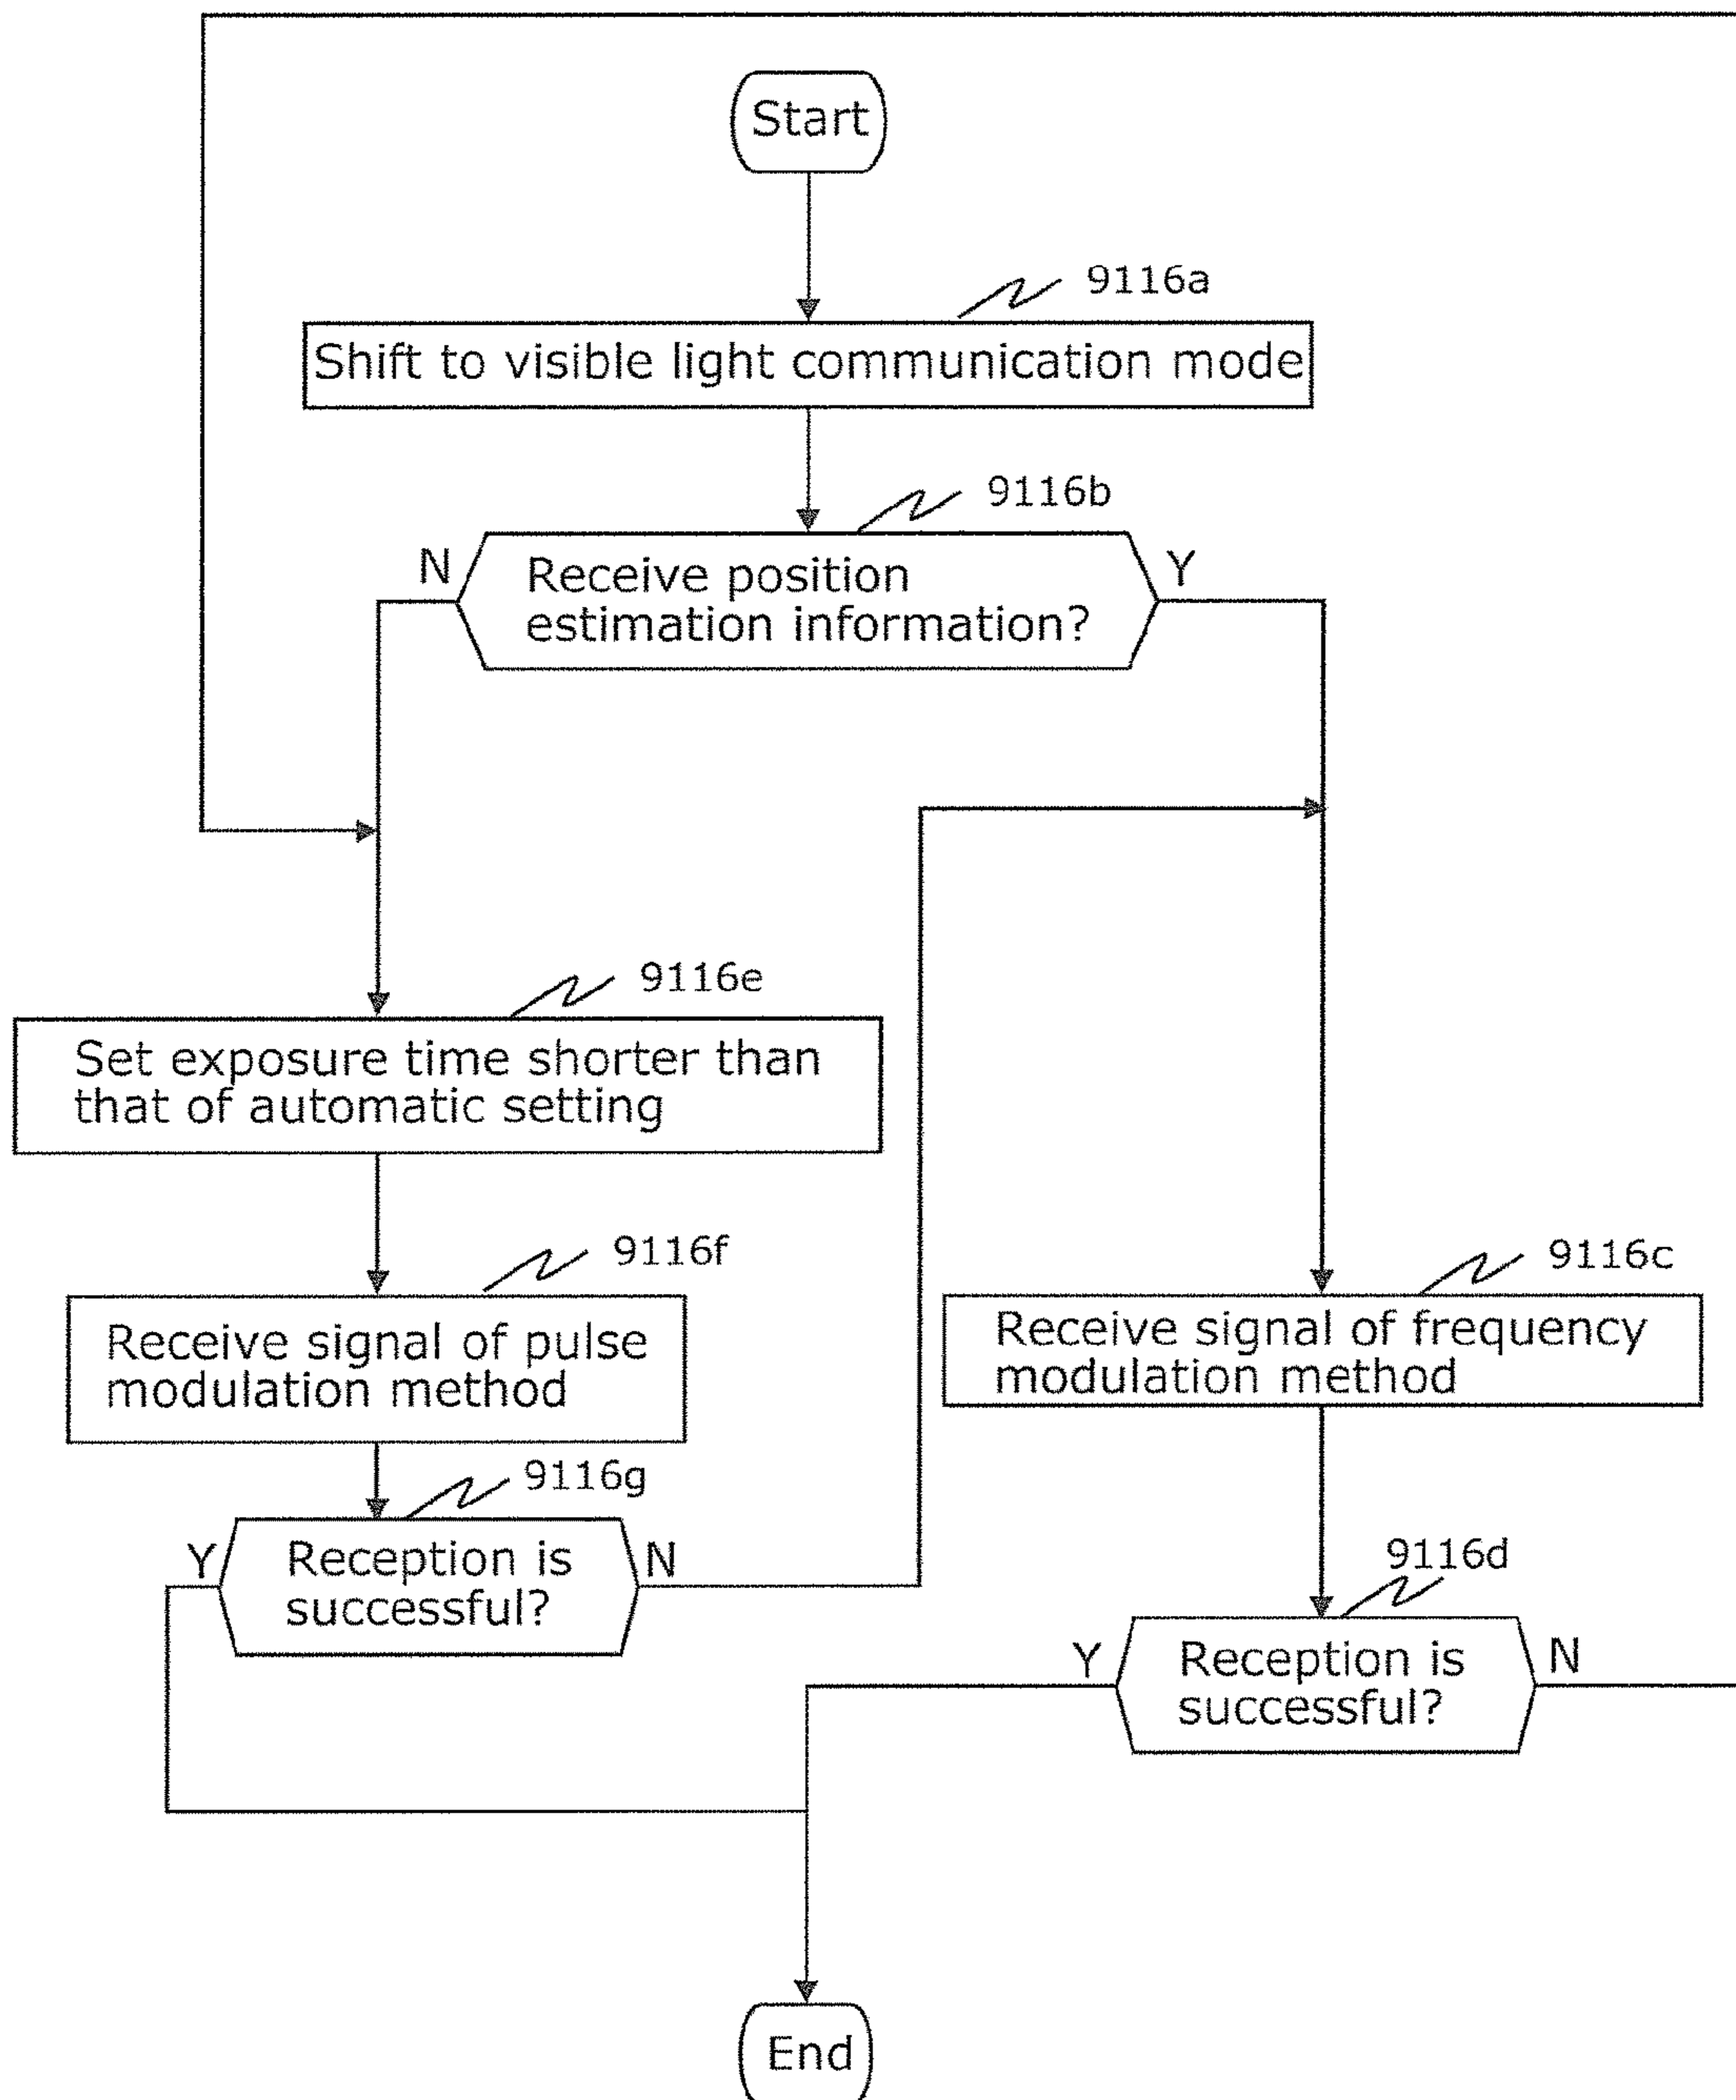 Start
9116a
Shift to visible light communication mode
9116b
N
Y
Receive position
estimation information?
9116e
Set exposure time shorter than
that of automatic setting
9116f
Receive signal of pulse
modulation method
9116c
Receive signal of frequency
modulation method
9116g
Y
N
Reception is
successful?
9116d
Y
N
Reception is
successful?
End